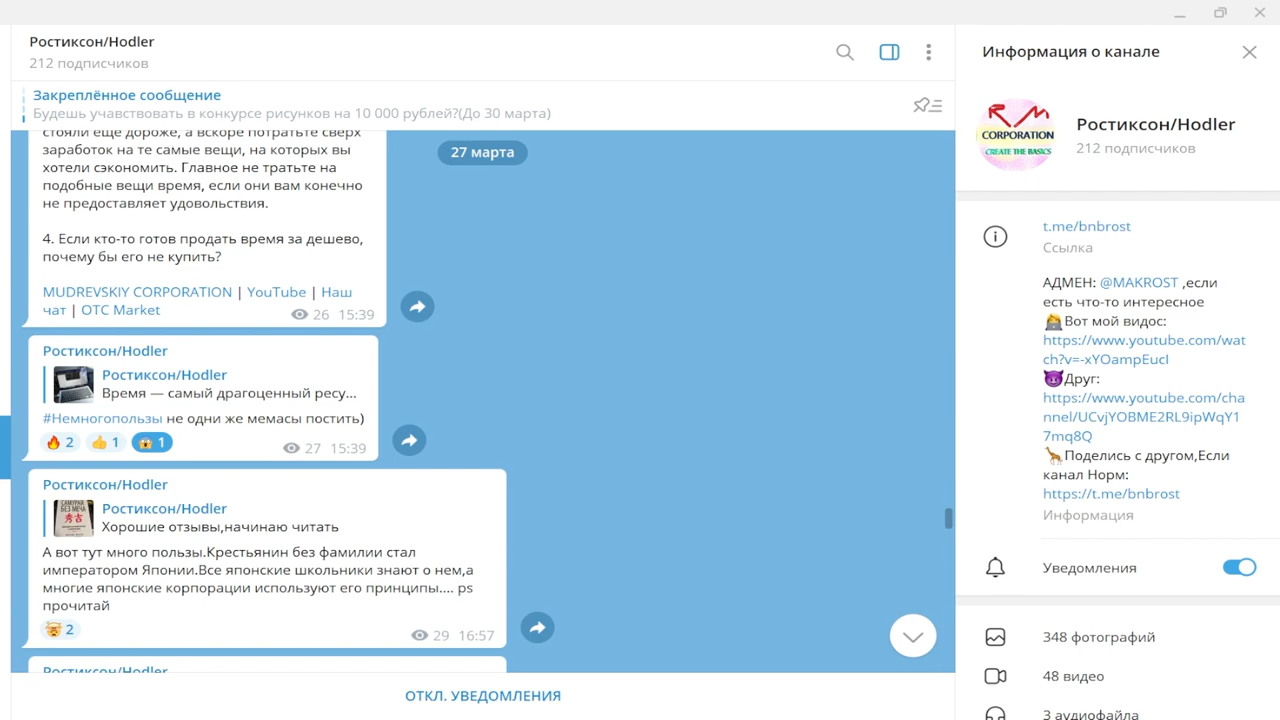 Ростиксон/Hodler
212 подписчиков
Закреплённое сообщение
Будешь учавствовать в конкурсе рисунков на 10 000 рублей?(До 30 марта)
27 марта
стояли еще дороже, а вскоре потратьте сверх
заработок на те самые вещи, на которых вы
хотели сэкономить. Главное не тратьте на
подобные вещи время, если они вам конечно
не предоставляет удовольствия.
4. Если кто-то готов продать время за дешево,
почему бы его не купить?
MUDREVSKIY CORPORATION | YouTube | Наш
чат | OTC Market
26 15:39
Ростиксон/Hodler
Ростиксон/Hodler
Время — самый драгоценный ресу...
#Немногопользы не одни же мемасы постить)
🔥 2 👍 1 😱 1
27 15:39
Ростиксон/Hodler
САМУРАЙ
БЕЗ МЕЧА
秀吉
Ростиксон/Hodler
Хорошие отзывы,начинаю читать
А вот тут много пользы.Крестьянин без фамилии стал
императором Японии.Все японские школьники знают о нем,а
многие японские корпорации используют его принципы.... ps
прочитай
🤯 2
29 16:57
Ростиксон/Hodler
ОТКЛ. УВЕДОМЛЕНИЯ
Информация о канале
RM
CORPORATION
CREATE THE BASICS
Ростиксон/Hodler
212 подписчиков
t.me/bnbrost
Ссылка
АДМЕН: @MAKROST ,если
есть что-то интересное
Вот мой видос:
https://www.youtube.com/wat
ch?v=-xYOampEucI
😈Друг:
https://www.youtube.com/cha
nnel/UCvjYOBME2RL9ipWqY1
7mq8Q
🦒Поделись с другом,Если
канал Норм:
https://t.me/bnbrost
Информация
Уведомления
348 фотографий
48 видео
3 аудиофайла